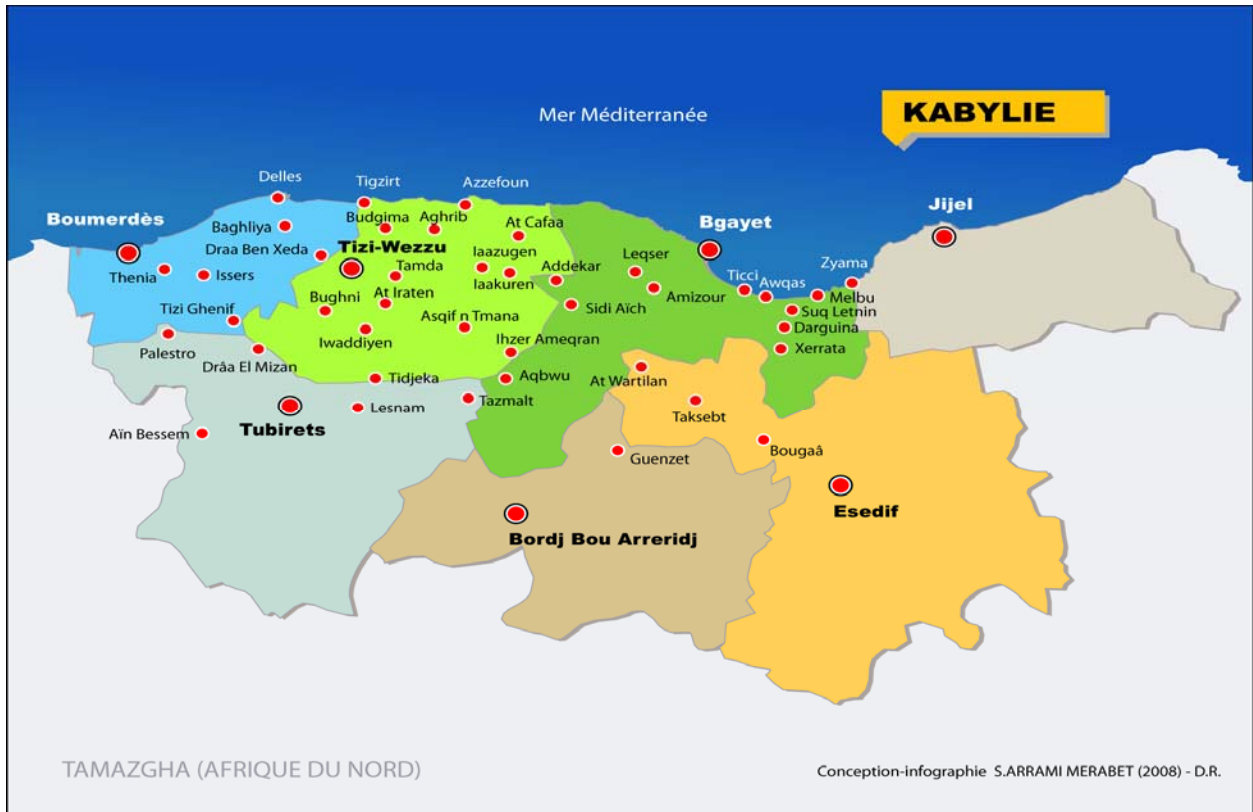 KABYLIE
Mer Méditerranée
Delles
Tigzirt
Azzefoun
Boumerdès
Baghliya
Budgima
Aghrib
At Cafaa
Bgayet
Jijel
Draa Ben Xeda
Tizi-Wezzu
Iaazugen
Leqser
Thenia
Issers
Tamda
Iaakuren
Addekar
Ticci
Awqas
Zyama
Bughni
At Iraten
Sidi Aïch
Amizour
Melbu
Tizi Ghenif
Asqif n Tmana
Suq Letnin
Palestro
Iwaddiyen
Ihzer Ameqran
Darguina
Drâa El Mizan
Xerrata
Tidjeka
Aqbwu
At Wartilan
Lesnam
Tazmalt
Taksebt
Tubirets
Aïn Bessem
Guenzet
Bougaâ
Esedif
Bordj Bou Arreridj
TAMAZGHA (AFRIQUE DU NORD)
Conception-infographie S.ARRAMI MERABET (2008) - D.R.